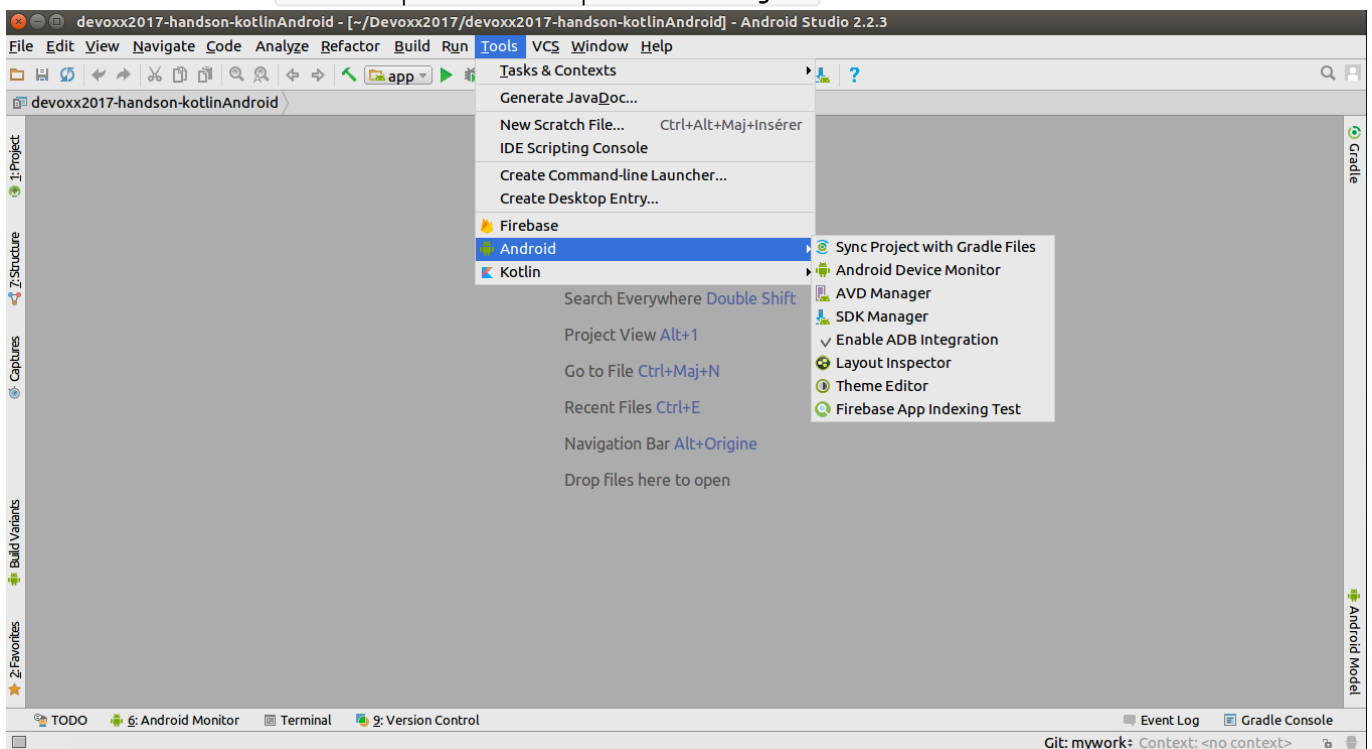 devoxx2017-handson-kotlinAndroid - [~/Devoxx2017/devoxx2017-handson-kotlinAndroid] - Android Studio 2.2.3
File Edit View Navigate Code Analyze Refactor Build Run Tools VCS Window Help
app ?
devoxx2017-handson-kotlinAndroid
Tasks & Contexts
Generate JavaDoc...
New Scratch File... Ctrl+Alt+Maj+Insérer
IDE Scripting Console
Create Command-line Launcher...
Create Desktop Entry...
Firebase
Android
Kotlin
Sync Project with Gradle Files
Android Device Monitor
AVD Manager
SDK Manager
Enable ADB Integration
Layout Inspector
Theme Editor
Firebase App Indexing Test
Search Everywhere Double Shift
Project View Alt+1
Go to File Ctrl+Maj+N
Recent Files Ctrl+E
Navigation Bar Alt+Origine
Drop files here to open
1: Project
7: Structure
Captures
Build Variants
2: Favorites
Gradle
Android Model
TODO 6: Android Monitor Terminal 9: Version Control Event Log Gradle Console
Git: mywork Context: <no context>